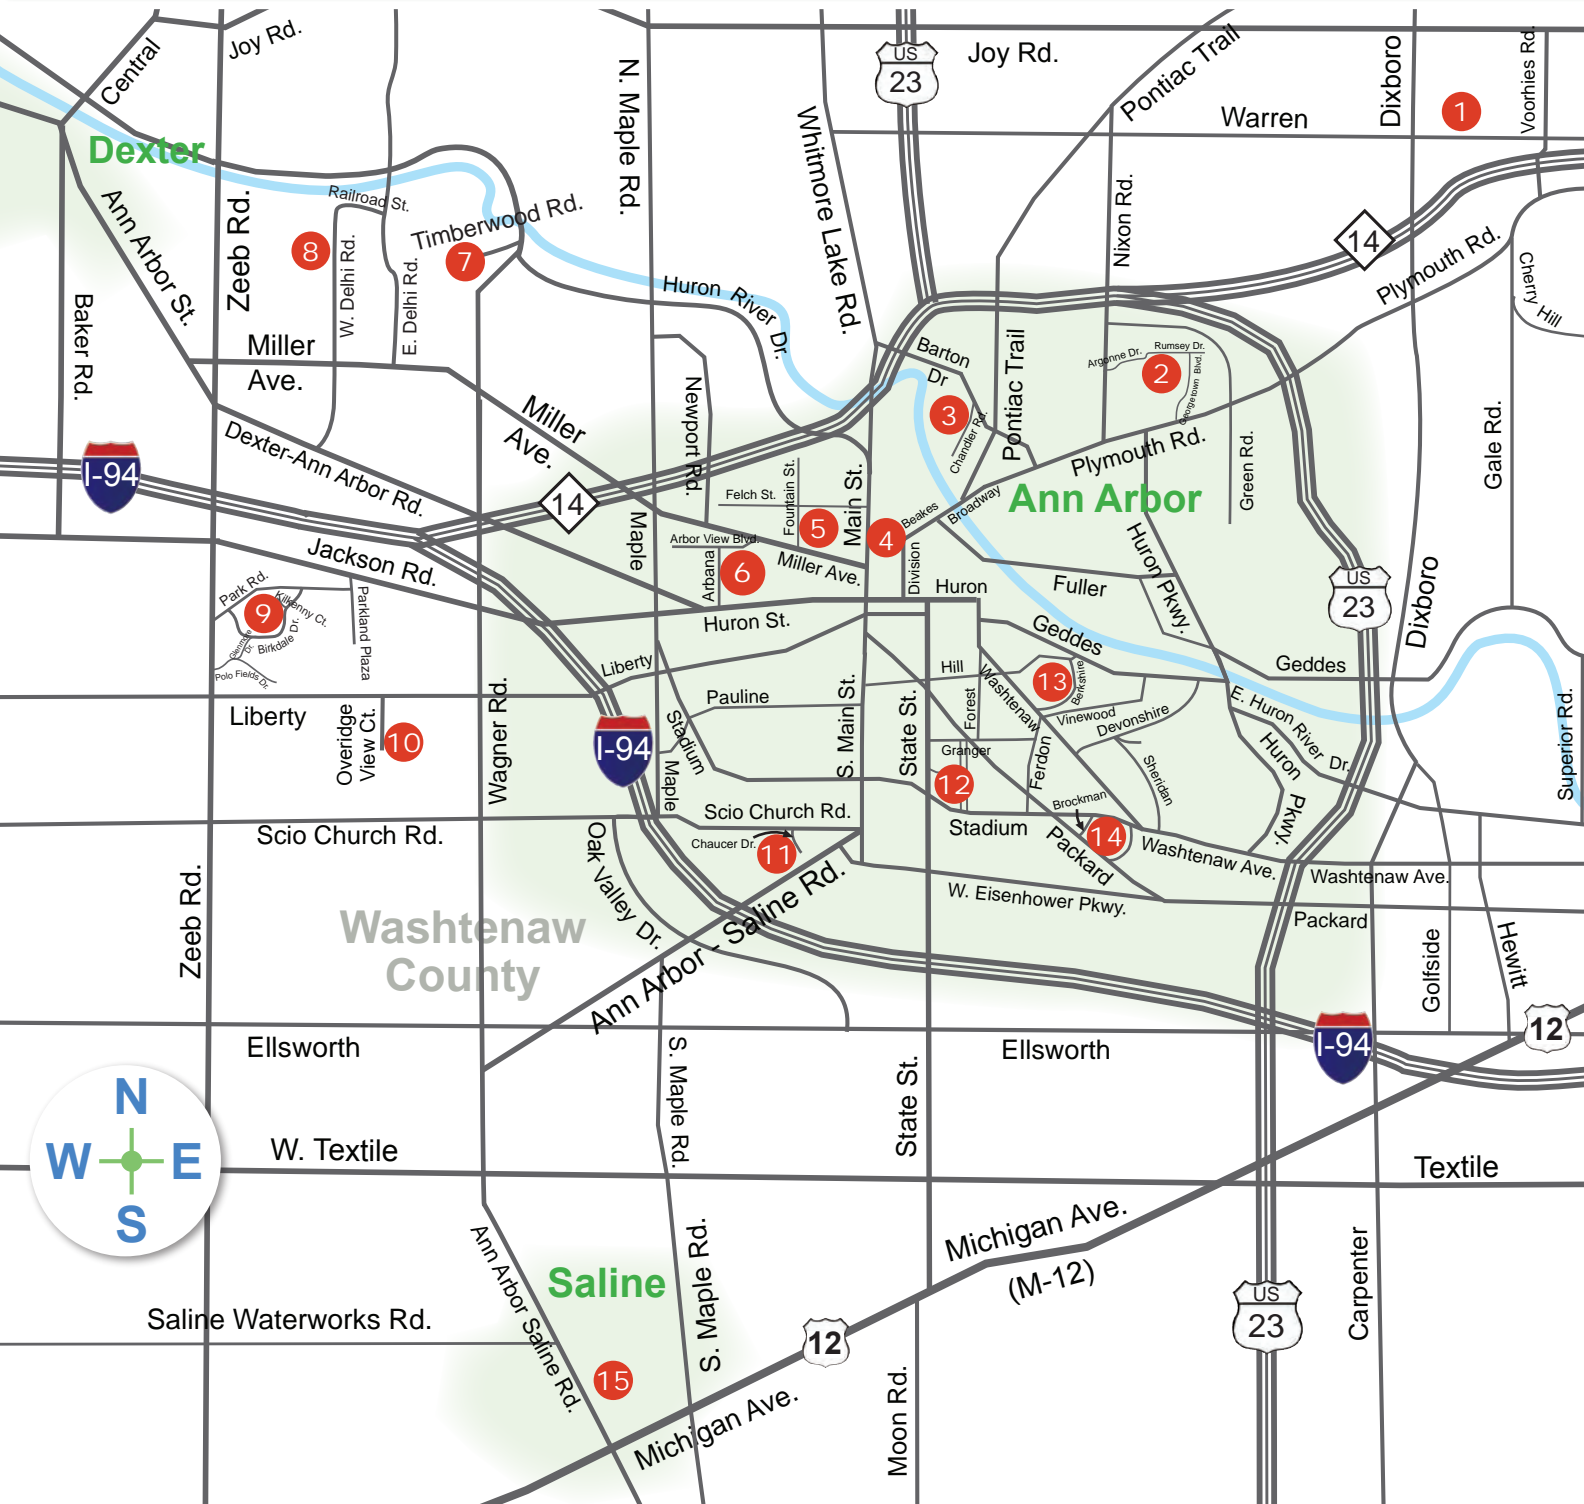 Joy Rd.
Central
US
23
Joy Rd.
Pontiac Trail
Dixboro
Voorhies Rd.
1
Warren
N. Maple Rd.
Whitmore Lake Rd.
Dexter
Railroad St.
Timberwood Rd.
Ann Arbor St.
Zeeb Rd.
8
7
W. Delhi Rd.
E. Delhi Rd.
Nixon Rd.
14
Plymouth Rd.
Cherry Hill
Huron River Dr.
Baker Rd.
Miller
Ave.
Barton
Dr
Pontiac Trail
Argonne Dr.
Rumsey Dr.
2
Georgetown Blvd.
Newport Rd.
Miller
Ave.
3
Chandler Rd.
Dexter-Ann Arbor Rd.
Plymouth Rd.
Green Rd.
Gale Rd.
I-94
14
Felch St.
Fountain St.
5
Main St.
4
Beakes
Broadway
Ann Arbor
Maple
Arbor View Blvd.
Arbana
6
Miller Ave.
Division
Huron Pkwy.
Jackson Rd.
Huron
Fuller
US
23
Dixboro
Park Rd.
9
Kilkenny Ct.
Glenmore
Dr.
Birkdale
Dr.
Polo Fields Dr.
Parkland Plaza
Huron St.
Geddes
Geddes
Liberty
Hill
Washtenaw
13
Berkshire
Pauline
Forest
Vinewood
Devonshire
E. Huron River Dr.
Superior Rd.
Liberty
Overidge
View Ct.
10
Wagner Rd.
I-94
Stadium
Maple
S. Main St.
State St.
Granger
12
Ferdon
Sheridan
Huron
Pkwy.
Brockman
14
Scio Church Rd.
Scio Church Rd.
Chaucer Dr.
11
Stadium
Packard
Washtenaw Ave.
Washtenaw Ave.
Oak Valley Dr.
Zeeb Rd.
W. Eisenhower Pkwy.
Packard
Washtenaw
County
Ann Arbor - Saline Rd.
Golfside
Hewitt
12
Ellsworth
Ellsworth
I-94
S. Maple Rd.
State St.
N
W
E
S
W. Textile
Textile
Ann Arbor Saline Rd.
Saline
S. Maple Rd.
Michigan Ave.
(M-12)
US
23
Carpenter
Saline Waterworks Rd.
12
15
Michigan Ave.
Moon Rd.